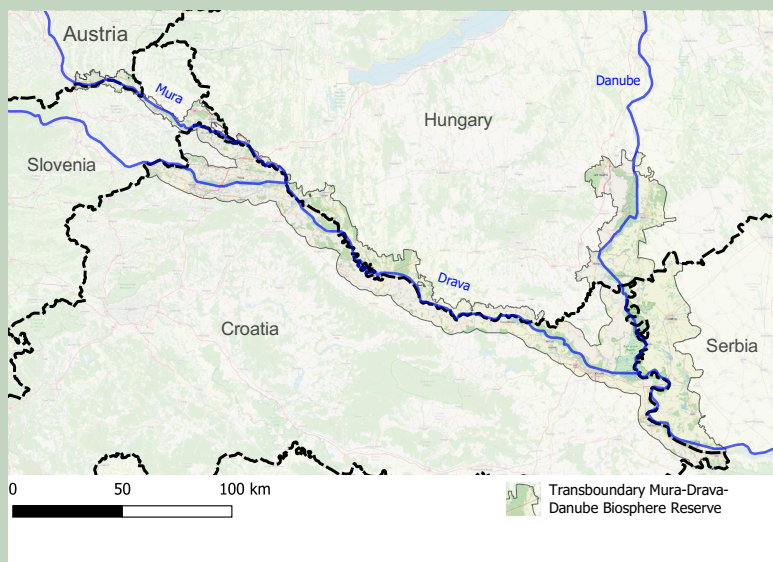 Austria
Mura
Danube
Hungary
Slovenia
Drava
Croatia
Serbia
0 50 100 km
Transboundary Mura-Drava-
Danube Biosphere Reserve